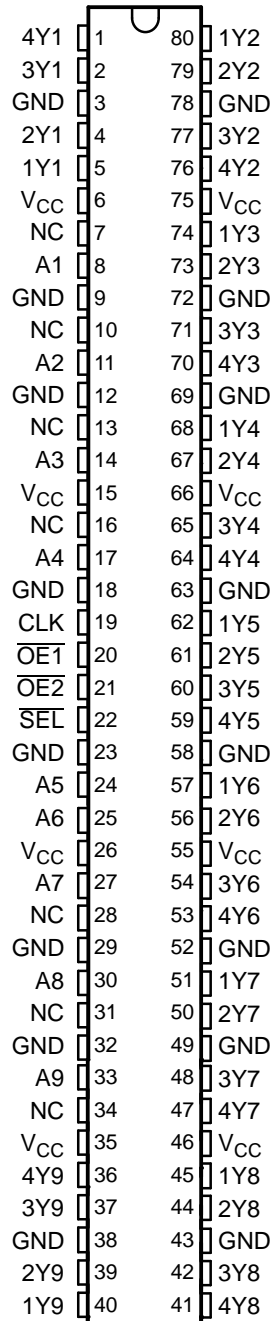 4Y1 1 80 1Y2
3Y1 2 79 2Y2
GND 3 78 GND
2Y1 4 77 3Y2
1Y1 5 76 4Y2
VCC 6 75 VCC
NC 7 74 1Y3
A1 8 73 2Y3
GND 9 72 GND
NC 10 71 3Y3
A2 11 70 4Y3
GND 12 69 GND
NC 13 68 1Y4
A3 14 67 2Y4
VCC 15 66 VCC
NC 16 65 3Y4
A4 17 64 4Y4
GND 18 63 GND
CLK 19 62 1Y5
O̅E̅1̅ 20 61 2Y5
O̅E̅2̅ 21 60 3Y5
S̅E̅L̅ 22 59 4Y5
GND 23 58 GND
A5 24 57 1Y6
A6 25 56 2Y6
VCC 26 55 VCC
A7 27 54 3Y6
NC 28 53 4Y6
GND 29 52 GND
A8 30 51 1Y7
NC 31 50 2Y7
GND 32 49 GND
A9 33 48 3Y7
NC 34 47 4Y7
VCC 35 46 VCC
4Y9 36 45 1Y8
3Y9 37 44 2Y8
GND 38 43 GND
2Y9 39 42 3Y8
1Y9 40 41 4Y8